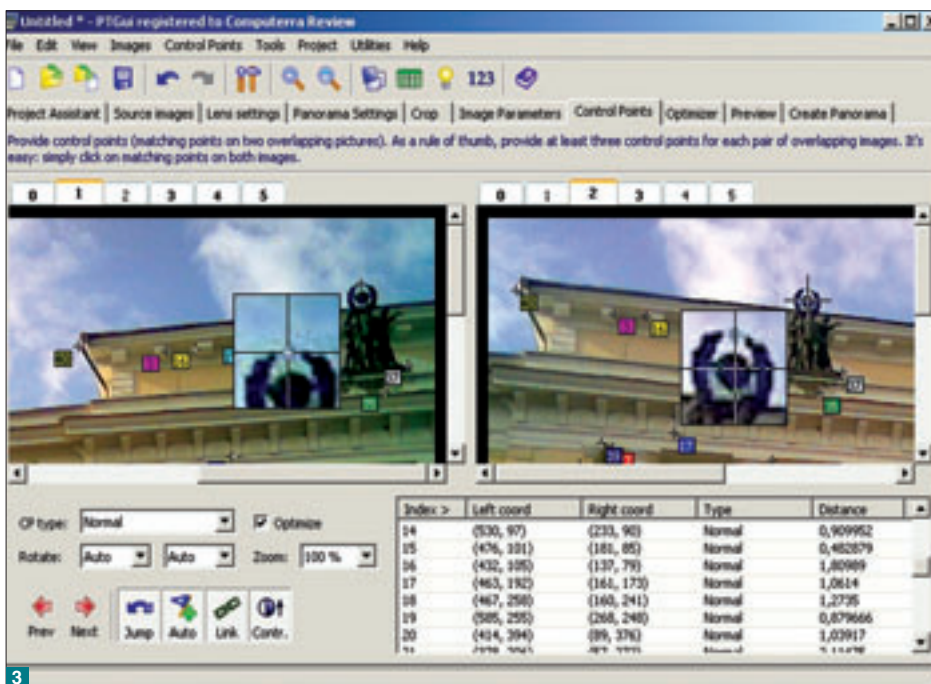 Untitled * - PTGui registered to Computerra Review
File Edit View Images Control Points Tools Project Utilities Help
123
Project Assistant Source images Lens settings Panorama Settings Crop Image Parameters Control Points Optimizer Preview Create Panorama
Provide control points (matching points on two overlapping pictures). As a rule of thumb, provide at least three control points for each pair of overlapping images. It's
easy: simply click on matching points on both images.
0 1 2 3 4 5
0 1 2 3 4 5
CP type: Normal Optimize
Rotate: Auto Auto Zoom: 100 %
Prev Next Jump Auto Link Contr.
Index > Left coord Right coord Type Distance
14 (530, 97) (233, 90) Normal 0,909952
15 (476, 101) (181, 85) Normal 0,482879
16 (432, 105) (137, 79) Normal 1,80989
17 (463, 192) (161, 173) Normal 1,0614
18 (467, 258) (160, 241) Normal 1,2735
19 (585, 255) (268, 248) Normal 0,879666
20 (414, 394) (89, 376) Normal 1,03917
3